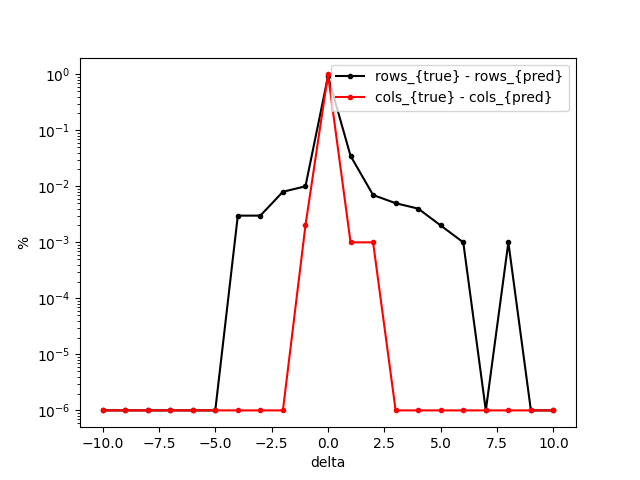 rows_{true} - rows_{pred}
cols_{true} - cols_{pred}
%
10⁰
10⁻¹
10⁻²
10⁻³
10⁻⁴
10⁻⁵
10⁻⁶
−10.0 −7.5 −5.0 −2.5 0.0 2.5 5.0 7.5 10.0
delta